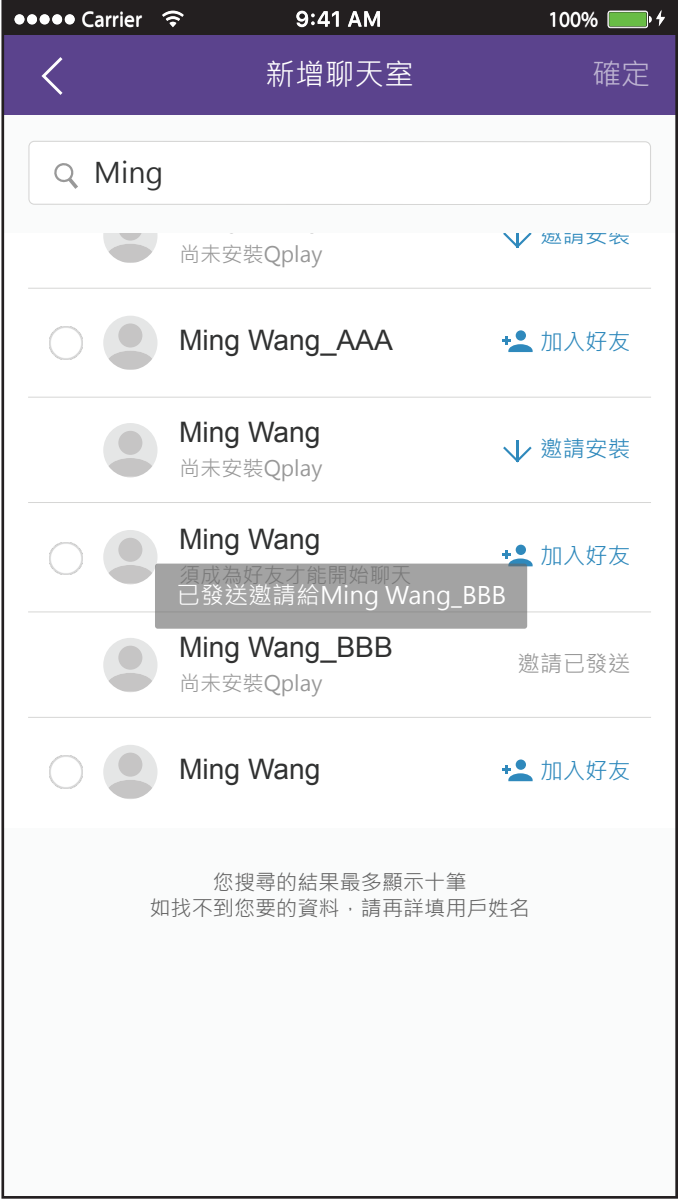 Carrier 9:41 AM 100%
新增聊天室 確定
Ming
尚未安裝Qplay 邀請安裝
Ming Wang_AAA 加入好友
Ming Wang
尚未安裝Qplay 邀請安裝
Ming Wang 加入好友
須成為好友才能開始聊天
已發送邀請給Ming Wang_BBB
Ming Wang_BBB
尚未安裝Qplay 邀請已發送
Ming Wang 加入好友
您搜尋的結果最多顯示十筆
如找不到您要的資料，請再詳填用戶姓名